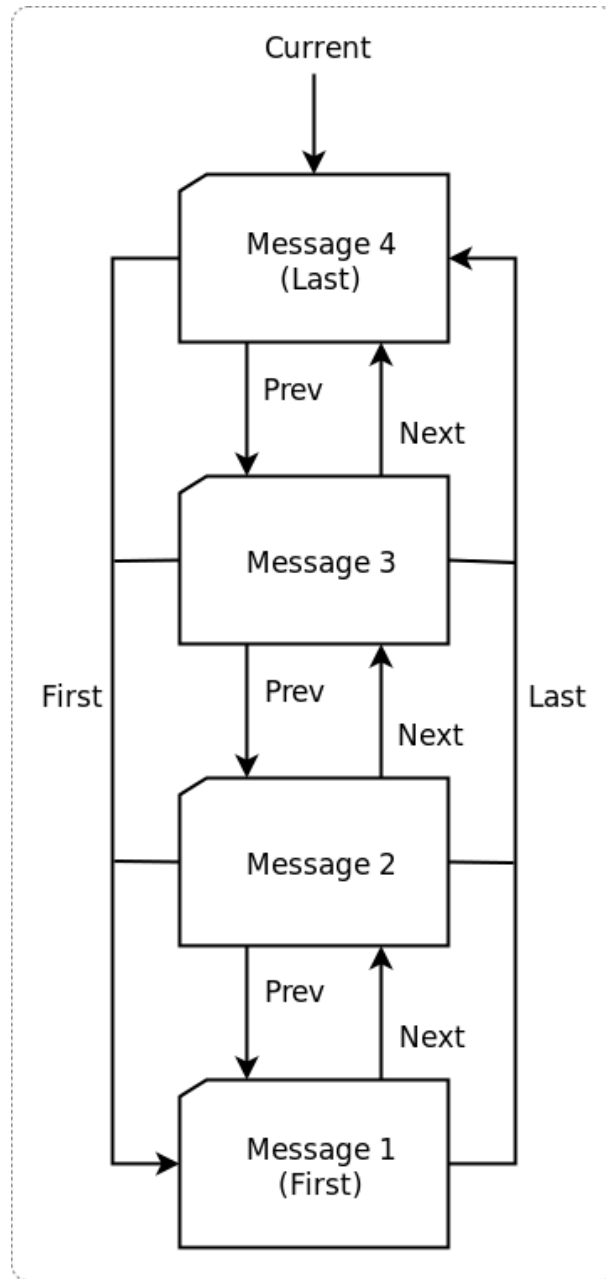 Current
Message 4
(Last)
Prev
Next
Message 3
First
Prev
Last
Next
Message 2
Prev
Next
Message 1
(First)